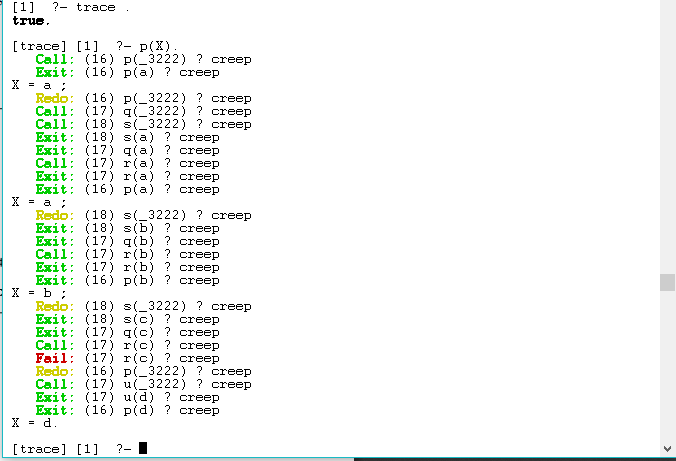 [1]  ?- trace .
true.
[trace] [1]  ?- p(X).
Call: (16) p(_3222) ? creep
Exit: (16) p(a) ? creep
X = a ;
Redo: (16) p(_3222) ? creep
Call: (17) q(_3222) ? creep
Call: (18) s(_3222) ? creep
Exit: (18) s(a) ? creep
Exit: (17) q(a) ? creep
Call: (17) r(a) ? creep
Exit: (17) r(a) ? creep
Exit: (16) p(a) ? creep
X = a ;
Redo: (18) s(_3222) ? creep
Exit: (18) s(b) ? creep
Exit: (17) q(b) ? creep
Call: (17) r(b) ? creep
Exit: (17) r(b) ? creep
Exit: (16) p(b) ? creep
X = b ;
Redo: (18) s(_3222) ? creep
Exit: (18) s(c) ? creep
Exit: (17) q(c) ? creep
Call: (17) r(c) ? creep
Fail: (17) r(c) ? creep
Redo: (16) p(_3222) ? creep
Call: (17) u(_3222) ? creep
Exit: (17) u(d) ? creep
Exit: (16) p(d) ? creep
X = d.
[trace] [1]  ?-